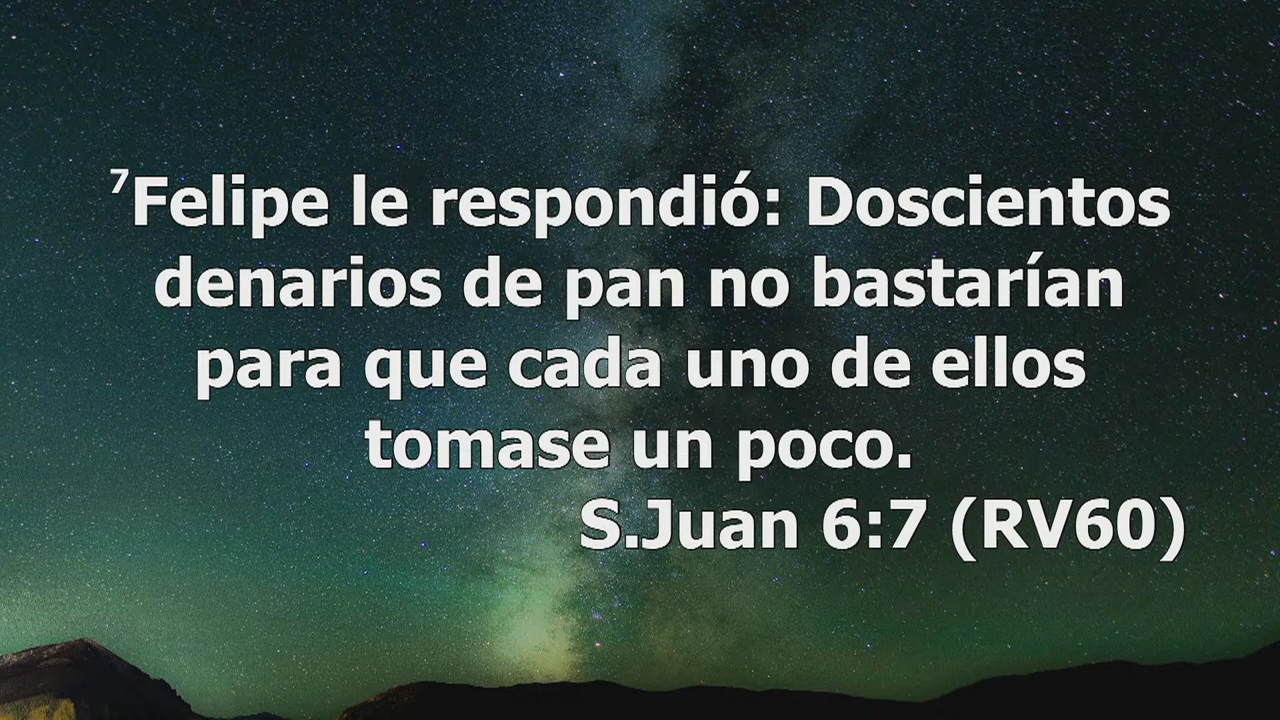 ⁷Felipe le respondió: Doscientos
denarios de pan no bastarían
para que cada uno de ellos
tomase un poco.
S.Juan 6:7 (RV60)